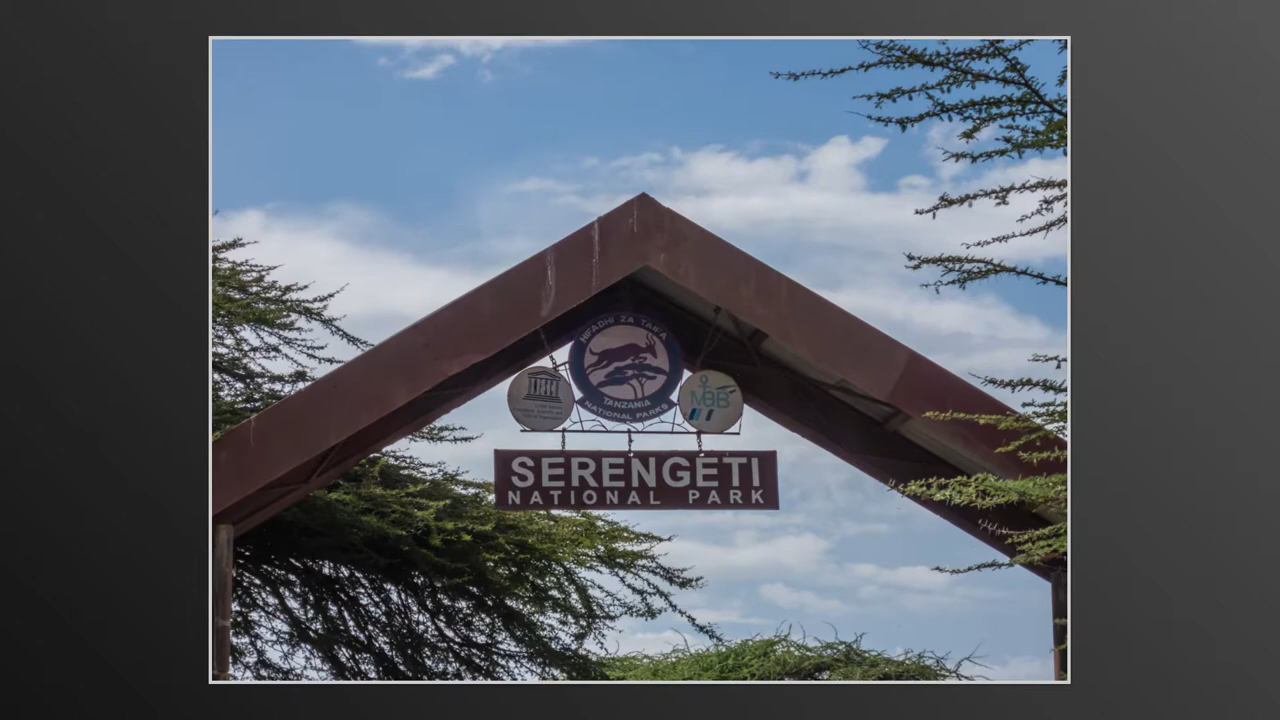 HIFADHI ZA TAIFA
TANZANIA
NATIONAL PARKS
MAB
SERENGETI
NATIONAL PARK